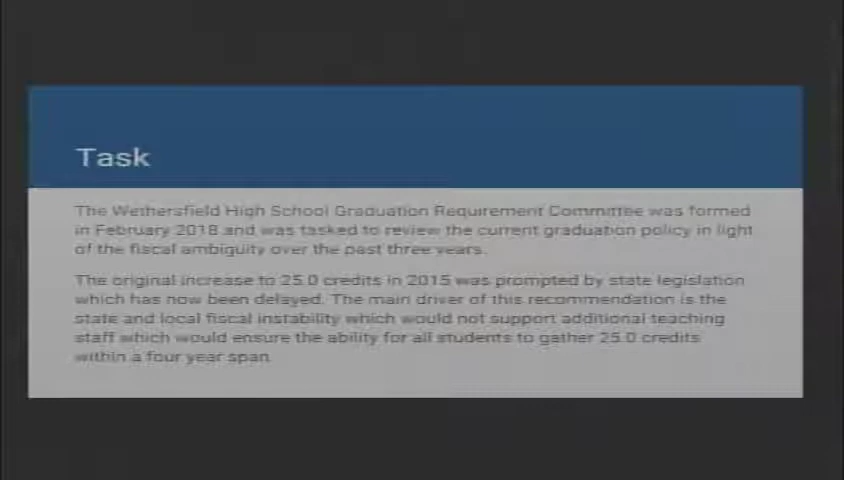 Task
The Wethersfield High School Graduation Requirement Committee was formed
in February 2018 and was tasked to review the current graduation policy in light
of the fiscal ambiguity over the past three years.
The original increase to 25.0 credits in 2015 was prompted by state legislation
which has now been delayed. The main driver of this recommendation is the
state and local fiscal instability which would not support additional teaching
staff which would ensure the ability for all students to gather 25.0 credits
within a four year span.